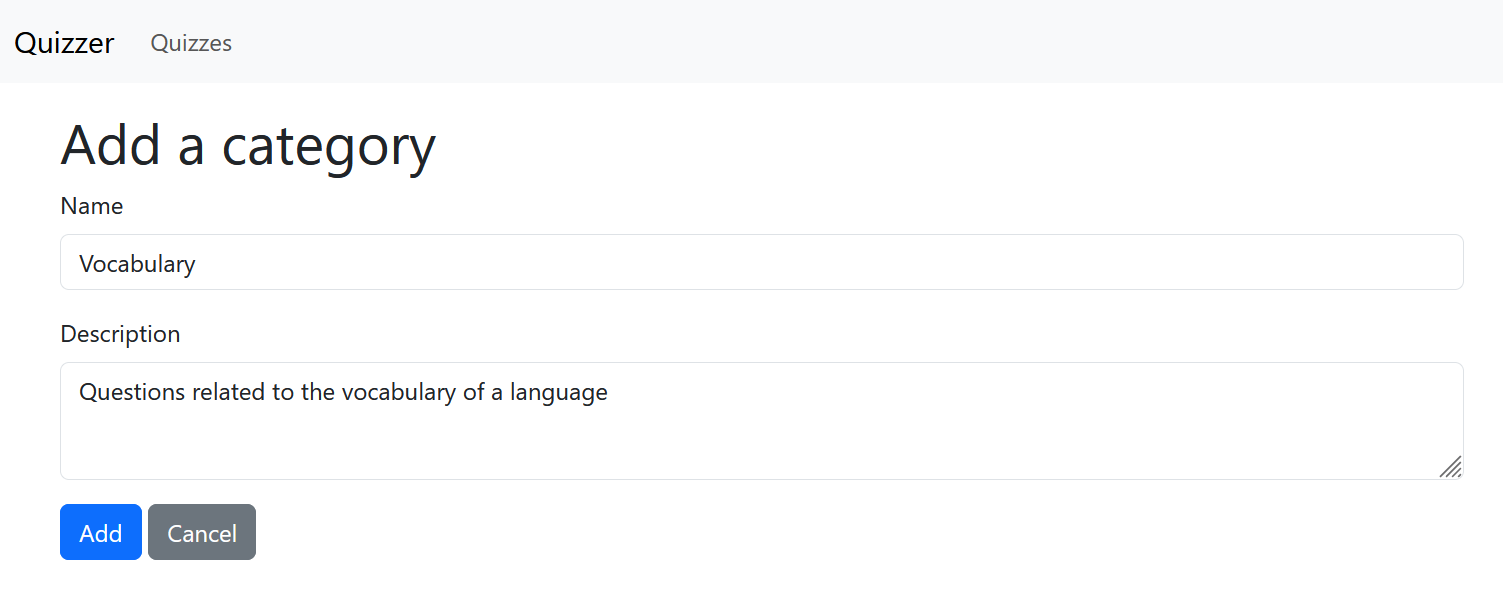 Quizzer Quizzes
Add a category
Name
Vocabulary
Description
Questions related to the vocabulary of a language
Add Cancel